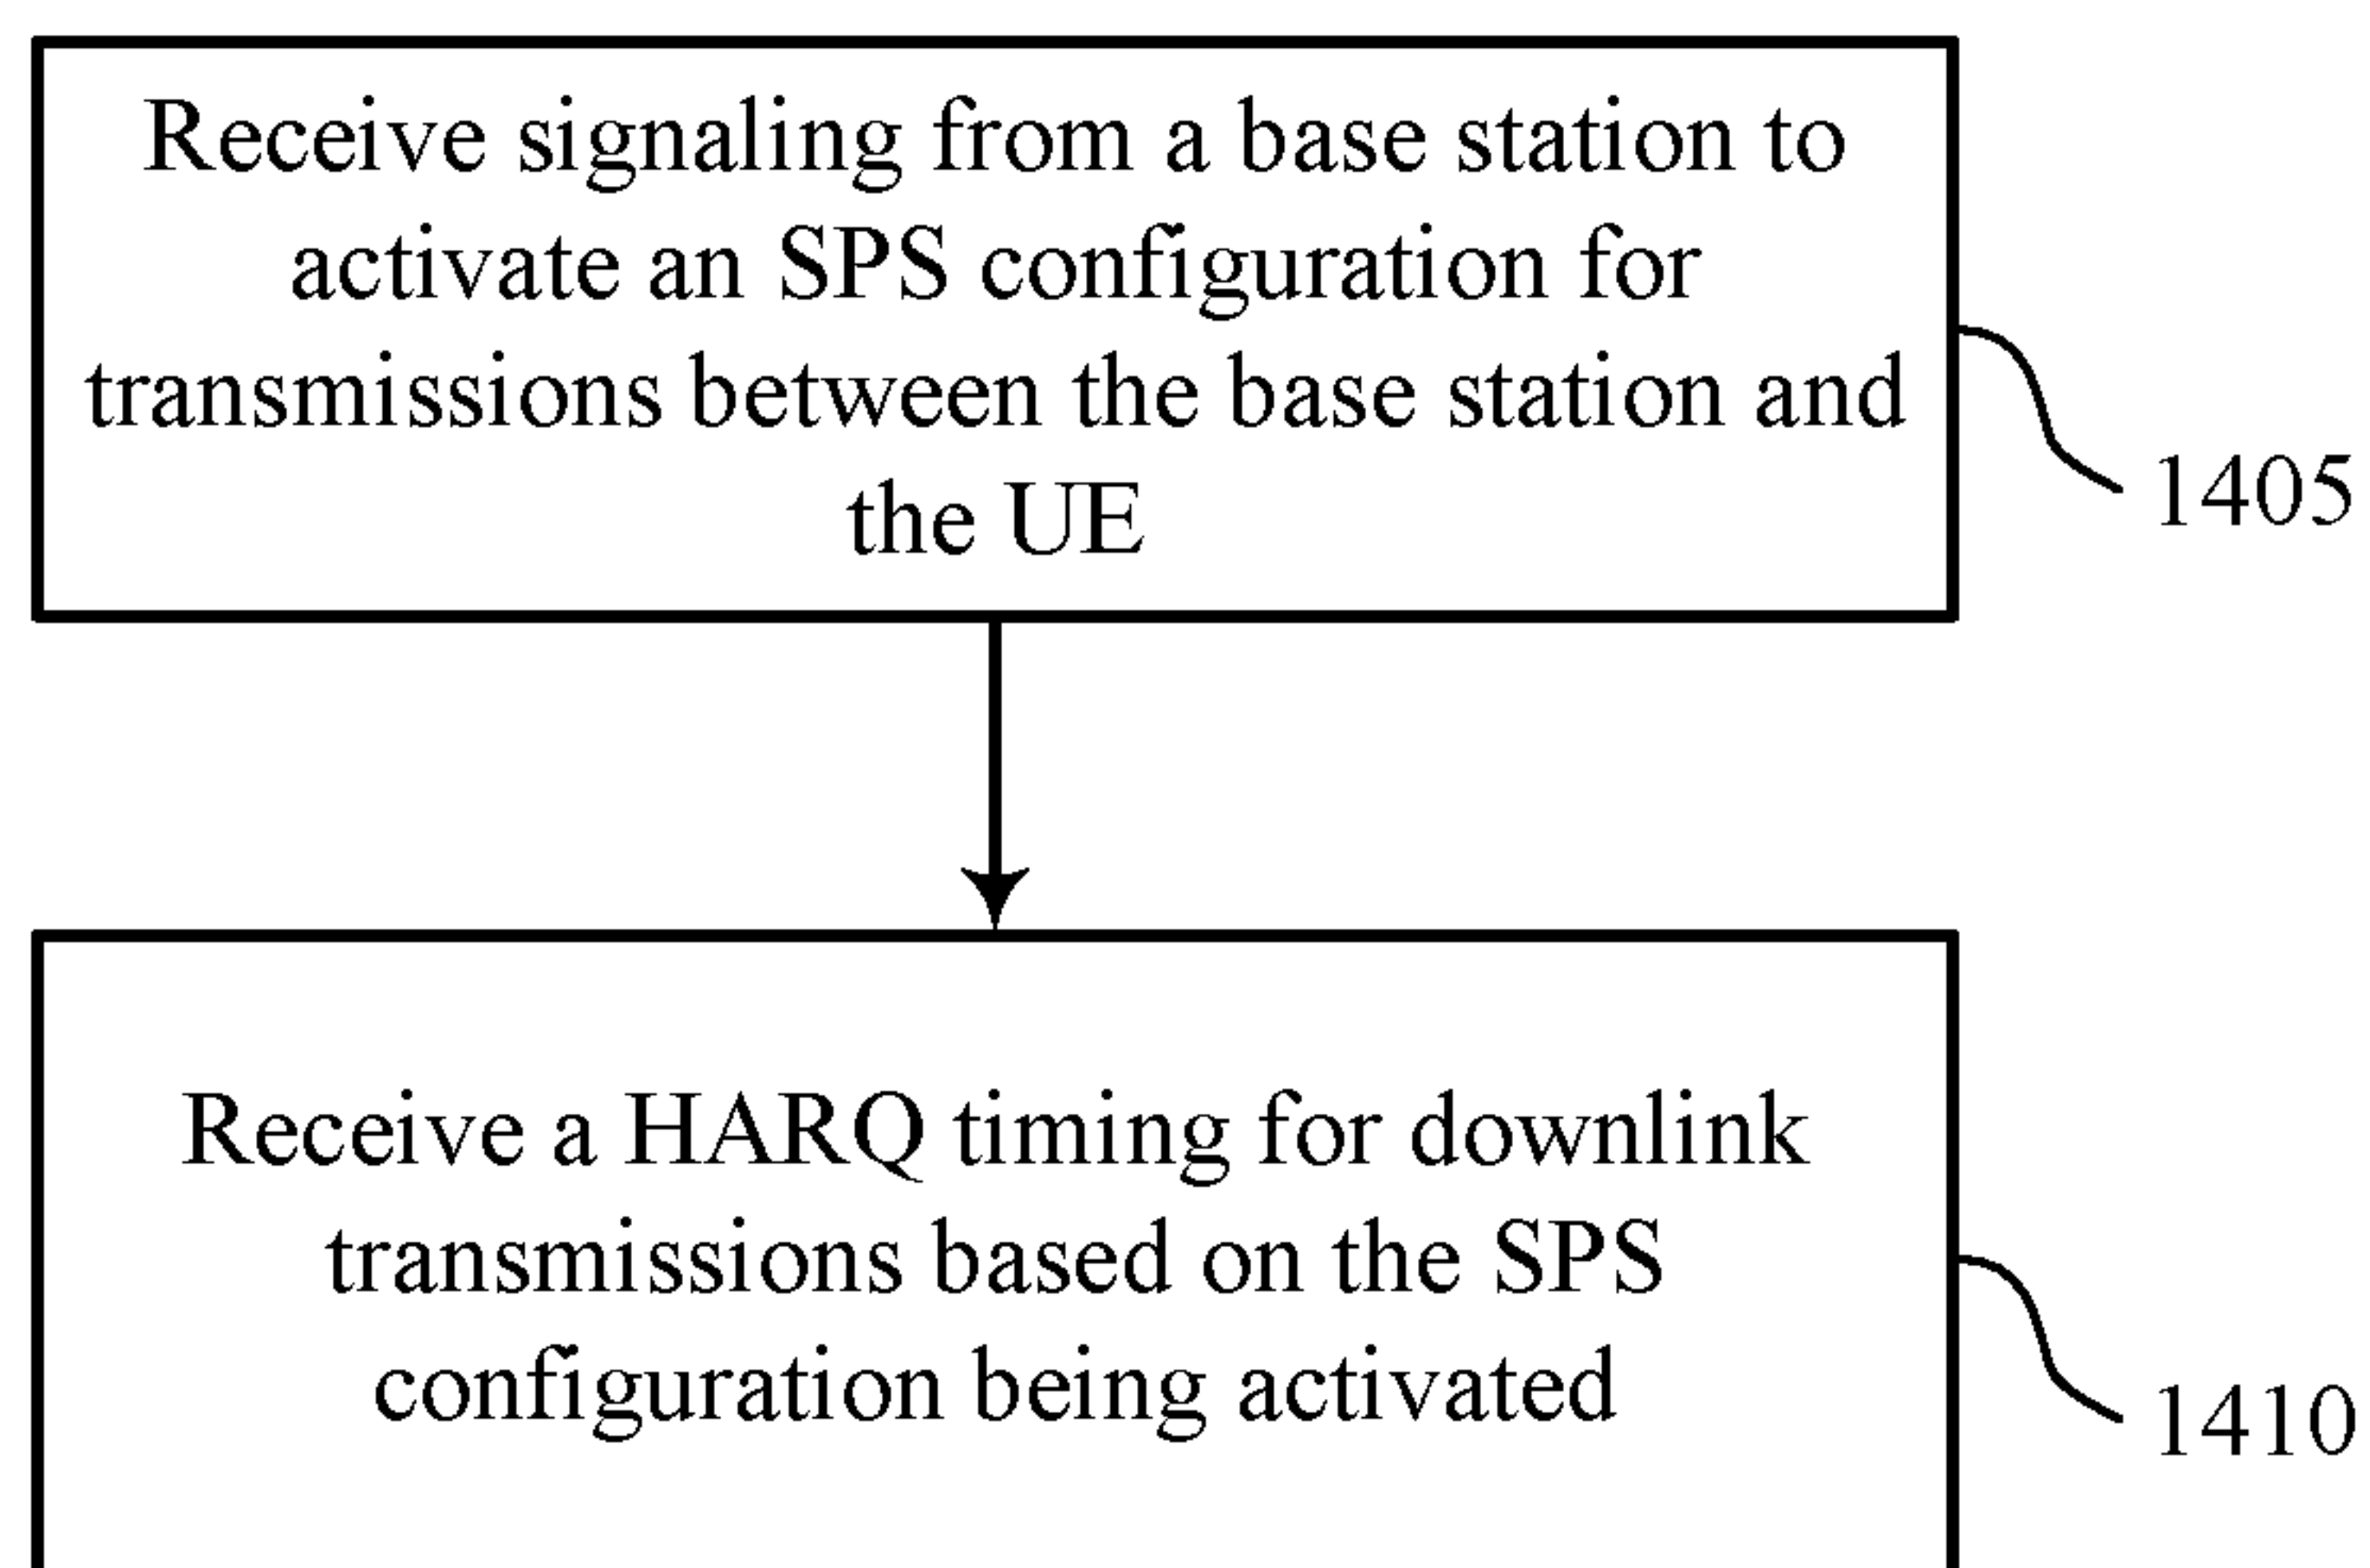 Receive signaling from a base station to
activate an SPS configuration for
transmissions between the base station and
the UE
1405
Receive a HARQ timing for downlink
transmissions based on the SPS
configuration being activated
1410